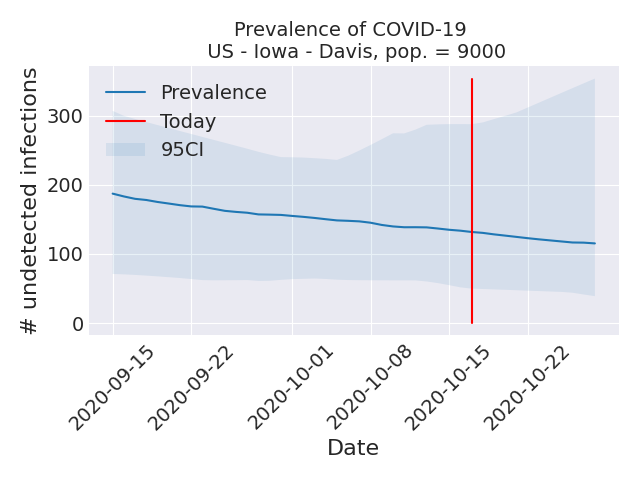 Prevalence of COVID-19
US - Iowa - Davis, pop. = 9000
# undetected infections
300
200
100
0
Prevalence
Today
95CI
2020-09-15
2020-09-22
2020-10-01
2020-10-08
2020-10-15
2020-10-22
Date